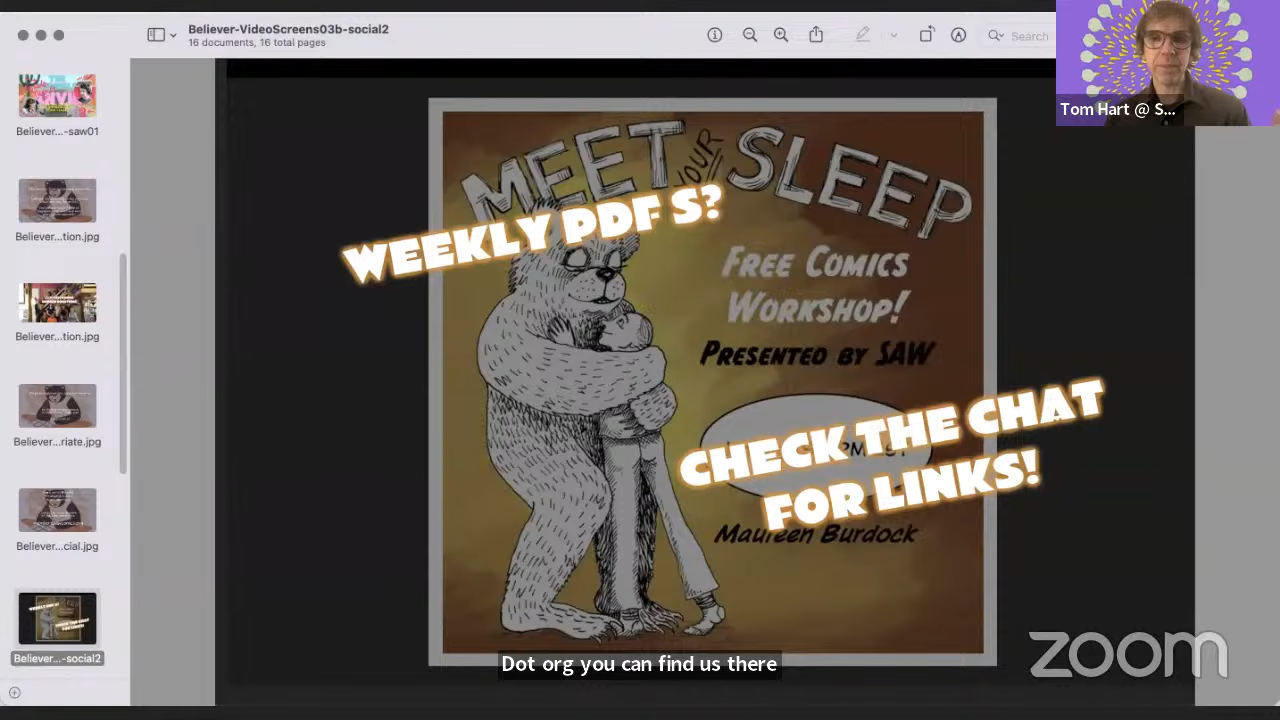 Believer-VideoScreens03b-social2
16 documents, 16 total pages
Search
Tom Hart @ S...
Believer...-saw01
Believer...tion.jpg
Believer...tion.jpg
Believer...riate.jpg
Believer...cial.jpg
Believer...-social2
MEET YOUR SLEEP
WEEKLY PDF S?
FREE COMICS
WORKSHOP!
PRESENTED BY SAW
CHECK THE CHAT
FOR LINKS!
Maureen Burdock
zoom
Dot org you can find us there